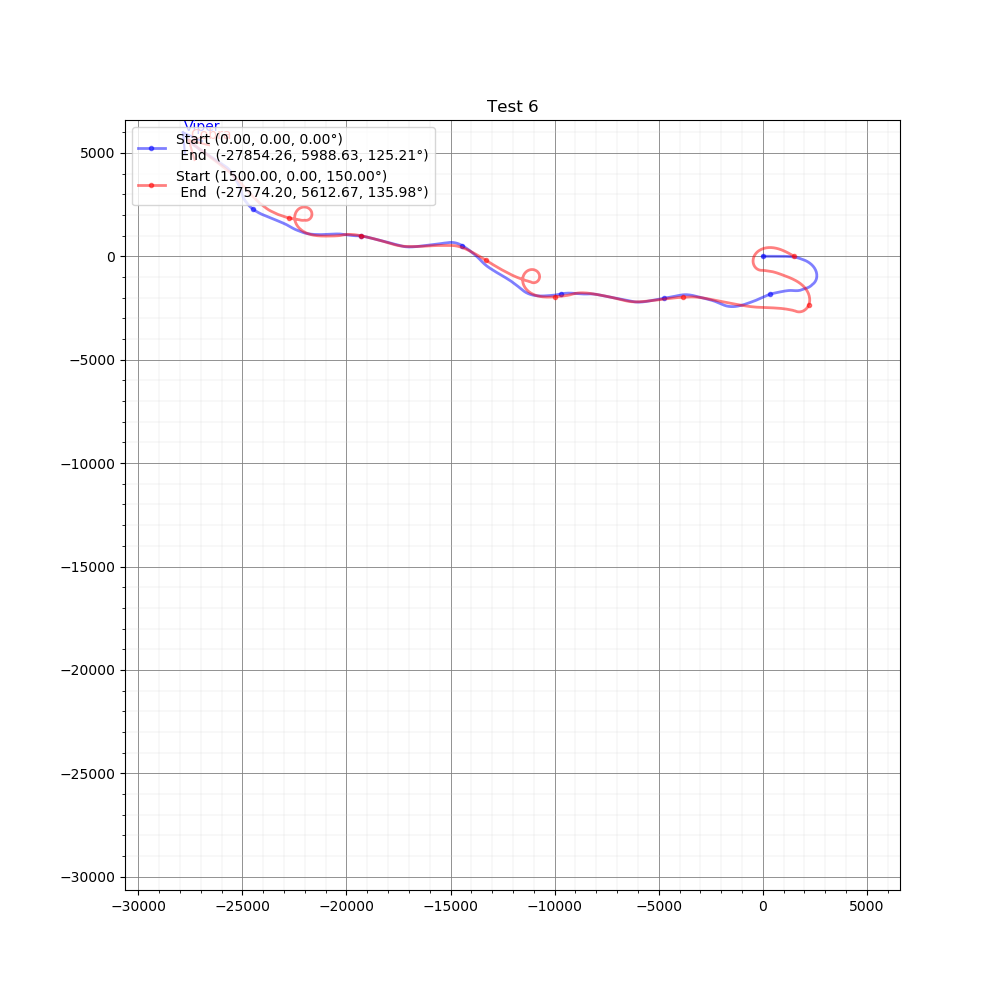 Test 6
Viper
Start (0.00, 0.00, 0.00°)
End (-27854.26, 5988.63, 125.21°)
Start (1500.00, 0.00, 150.00°)
End (-27574.20, 5612.67, 135.98°)
5000
0
−5000
−10000
−15000
−20000
−25000
−30000
−30000 −25000 −20000 −15000 −10000 −5000 0 5000